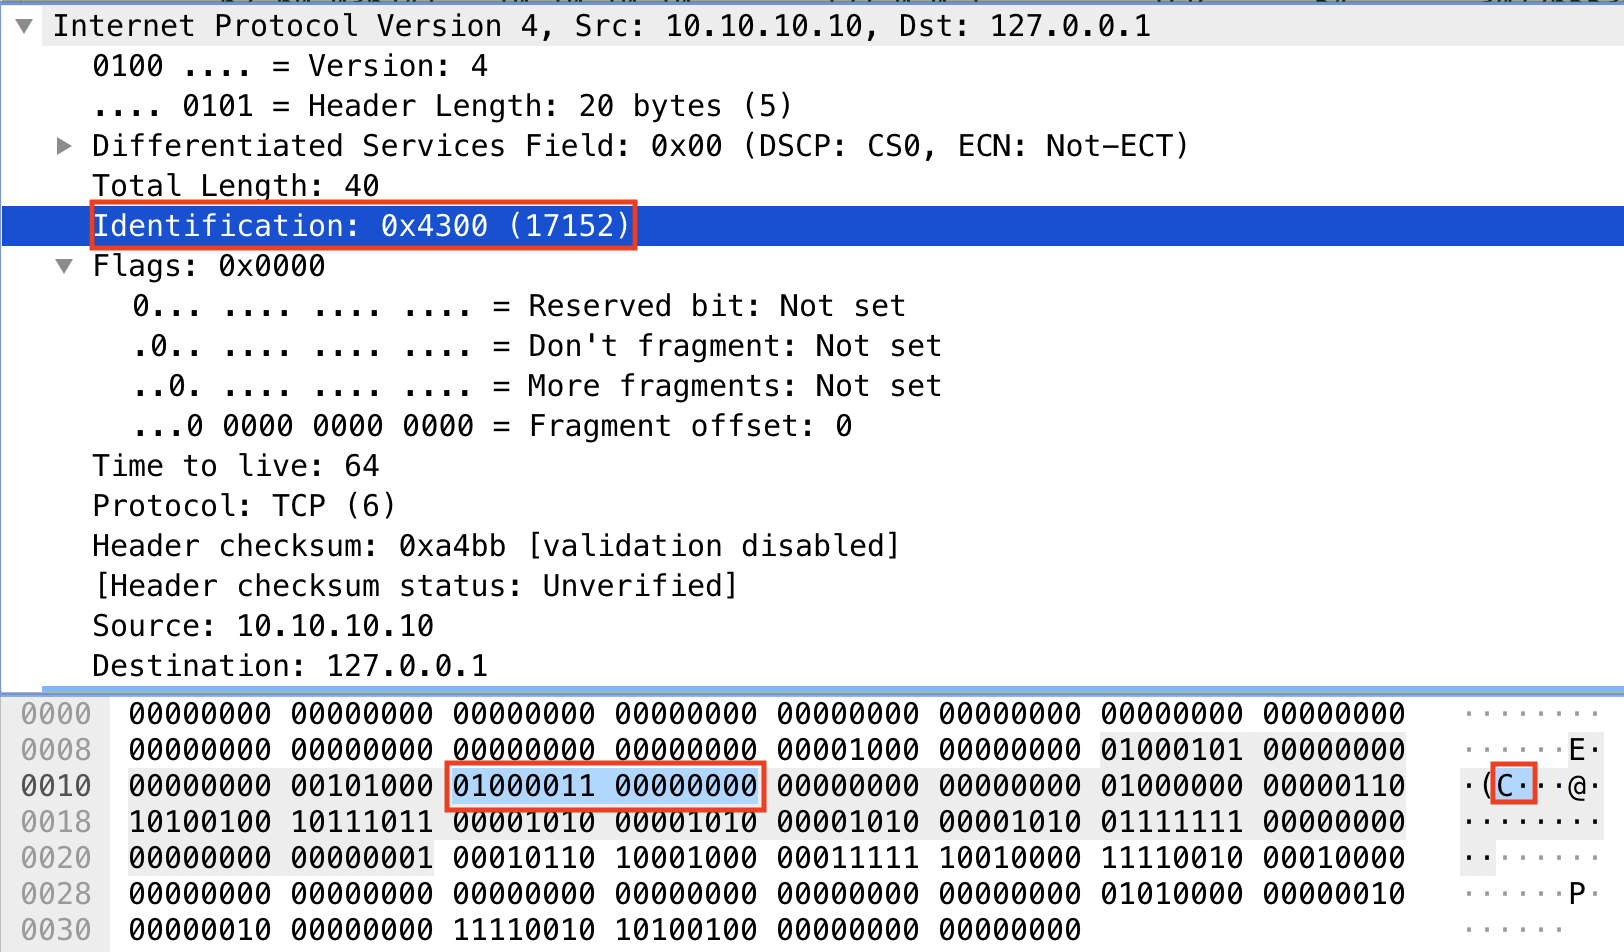 Internet Protocol Version 4, Src: 10.10.10.10, Dst: 127.0.0.1
0100 .... = Version: 4
.... 0101 = Header Length: 20 bytes (5)
Differentiated Services Field: 0x00 (DSCP: CS0, ECN: Not-ECT)
Total Length: 40
Identification: 0x4300 (17152)
Flags: 0x0000
0... .... .... .... = Reserved bit: Not set
.0.. .... .... .... = Don't fragment: Not set
..0. .... .... .... = More fragments: Not set
...0 0000 0000 0000 = Fragment offset: 0
Time to live: 64
Protocol: TCP (6)
Header checksum: 0xa4bb [validation disabled]
[Header checksum status: Unverified]
Source: 10.10.10.10
Destination: 127.0.0.1
0000 00000000 00000000 00000000 00000000 00000000 00000000 00000000 00000000 ········
0008 00000000 00000000 00000000 00000000 00001000 00000000 01000101 00000000 ······E·
0010 00000000 00101000 01000011 00000000 00000000 00000000 01000000 00000110 ·(C···@·
0018 10100100 10111011 00001010 00001010 00001010 00001010 01111111 00000000 ········
0020 00000000 00000001 00010110 10001000 00011111 10010000 11110010 00010000 ········
0028 00000000 00000000 00000000 00000000 00000000 00000000 01010000 00000010 ······P·
0030 00000010 00000000 11110010 10100100 00000000 00000000 ······